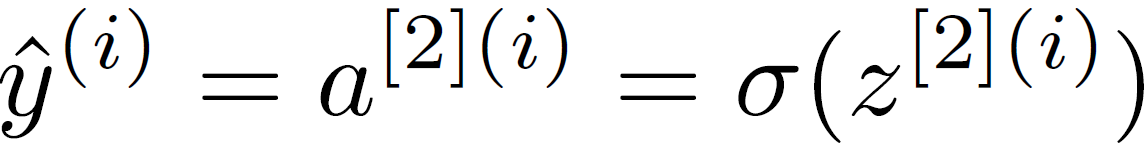 ŷ⁽ⁱ⁾ = a^{[2](i)} = σ(z^{[2](i)})